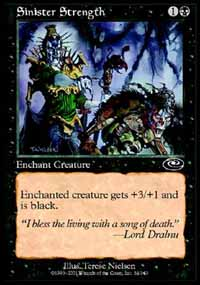 Sinister Strength 1
Enchant Creature
Enchanted creature gets +3/+1
and is black.
"I bless the living with a song of death."
—Lord Dralnu
Illus. Terese Nielsen